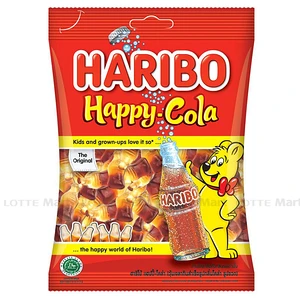 HARIBO
Happy-Cola
Kids and grown-ups love it so* ...
The
Original
HARIBO
LOTTE Mart
... the happy world of Haribo!